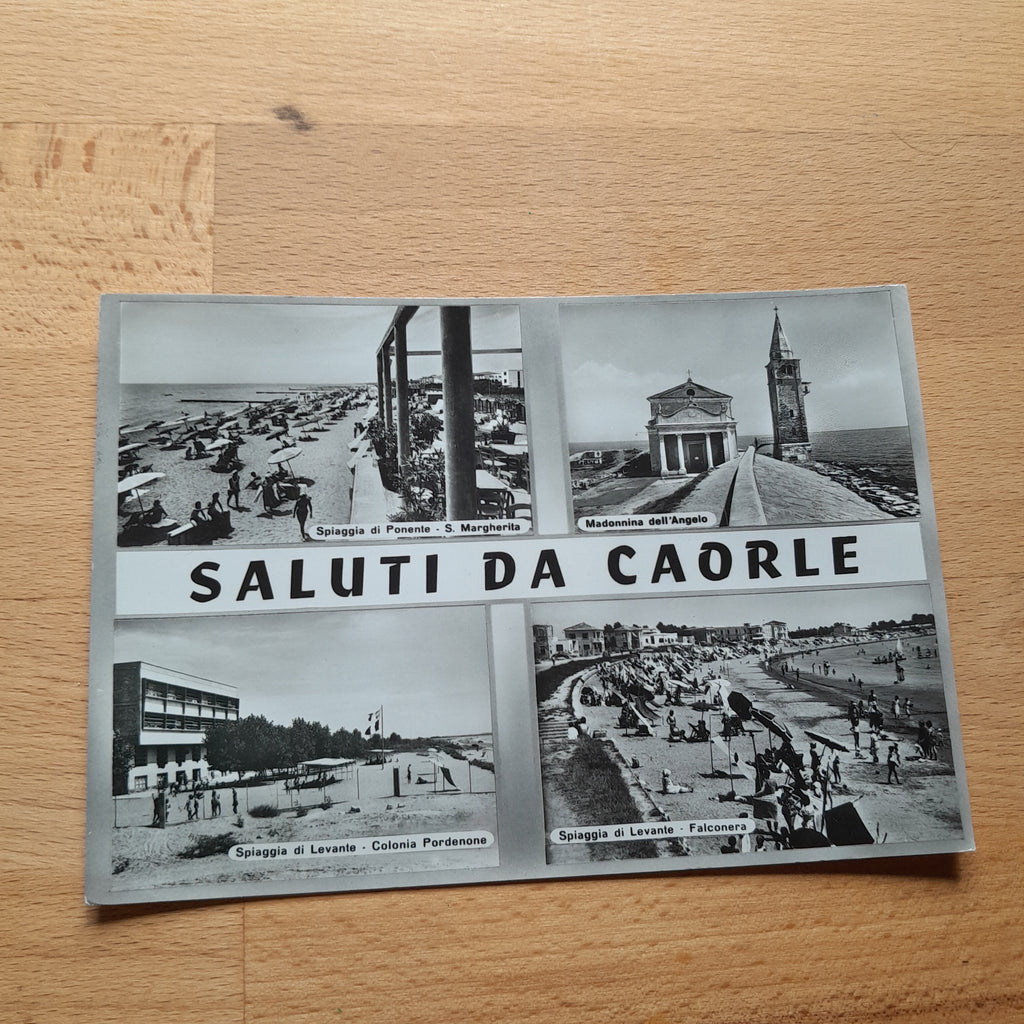 Spiaggia di Ponente - S. Margherita
Madonnina dell'Angelo
SALUTI DA CAORLE
Spiaggia di Levante - Colonia Pordenone
Spiaggia di Levante - Falconera